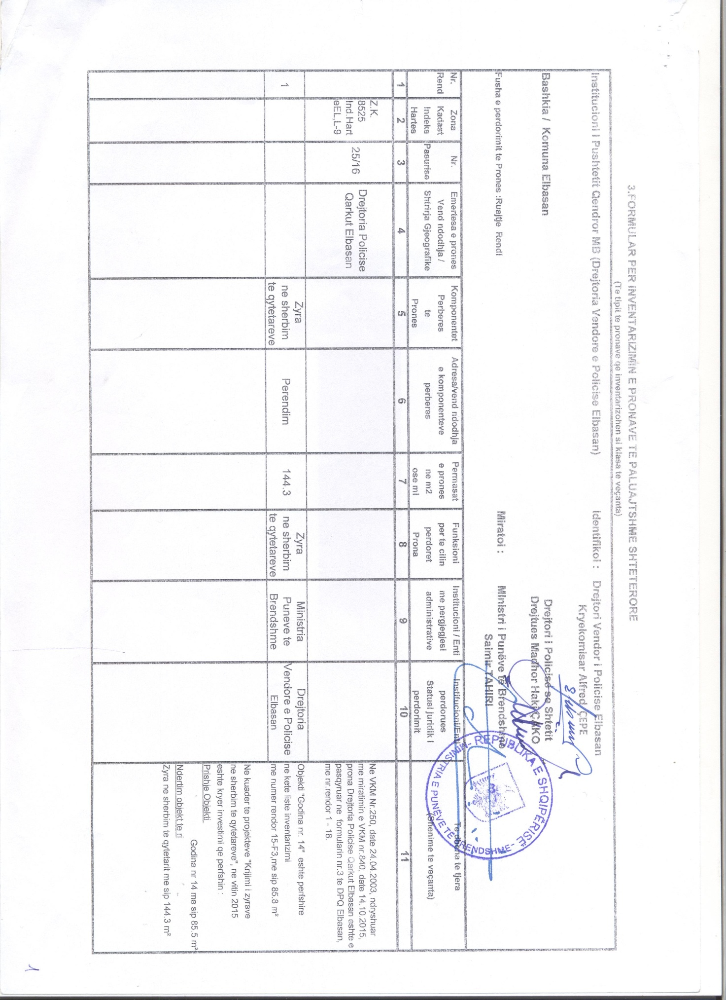 3.FORMULAR PER INVENTARIZIMIN E PRONAVE TE PALUAJTSHME SHTETERORE
(Te tipit te pronave qe inventarizohen si klasa te veçanta)
Institucioni i Pushtetit Qendror MB (Drejtoria Vendore e Policise Elbasan)
Identifikoi : Drejtori Vendor i Policise Elbasan
Kryekomisar Alfred ÇEPE
Bashkia / Komuna Elbasan
Drejtori i Policise se Shtetit
Drejtues Madhor Haki ÇAKO
Fusha e perdorimit te Prones :Ruajtje Rendi
Miratoi : Ministri i Punëve të Brendshme
Saimir TAHIRI
Nr.
Rend
Zona
Kadast
Indeks
Hartes
Nr.
Pasurise
Emertesa e prones
Vend ndodhja /
Shtrirja Gjeografike
Komponentet
Perberes
te
Prones
Adresa/vend ndodhja
e komponenteve
perberes
Permasat
e prones
ne m2
ose ml
Funksioni
per te cilin
perdoret
Prona
Institucioni / Enti
me pergjegjesi
administrative
Institucioni/Enti
perdorues
Statusi juridik i
perdorimit
Te dhena te tjera
(Shenime te veçanta)
1 2 3 4 5 6 7 8 9 10 11
Z.K.
8525
Ind.Hart
eEL,L-9
25/16
Drejtoria Policise
Qarkut Elbasan
Ne VKM Nr.250, date 24.04.2003, ndryshuar
me miratimin e VKM nr.840, date 14.10.2015,
prona Drejtoria Policise Qarkut Elbasan eshte e
pasqyruar ne formularin nr.3 te DPQ Elbasan,
me nr.rendor 1 - 18.
1
Zyra
ne sherbim
te qytetareve
Perendim
144.3
Zyra
ne sherbim
te qytetareve
Ministria
Puneve te
Brendshme
Drejtoria
Vendore e Policise
Elbasan
Objekti "Godina nr. 14" eshte perfshire
ne kete liste inventarizimi
me numer rendor 15-F3,me sip 85.8 m²
Ne kuader te projekteve "Krijimi i zyrave
ne sherbim te qytetareve", ne vitin 2015
eshte kryer investimi qe perfshin :
Prishje Objekti
Godina nr 14 me sip 85.5 m²
Ndertim objekt te ri
Zyra ne sherbim te qytetarit me sip 144.3 m²
REPUBLIKA E SHQIPËRISË
MINISTRIA E PUNËVE TË BRENDSHME
1